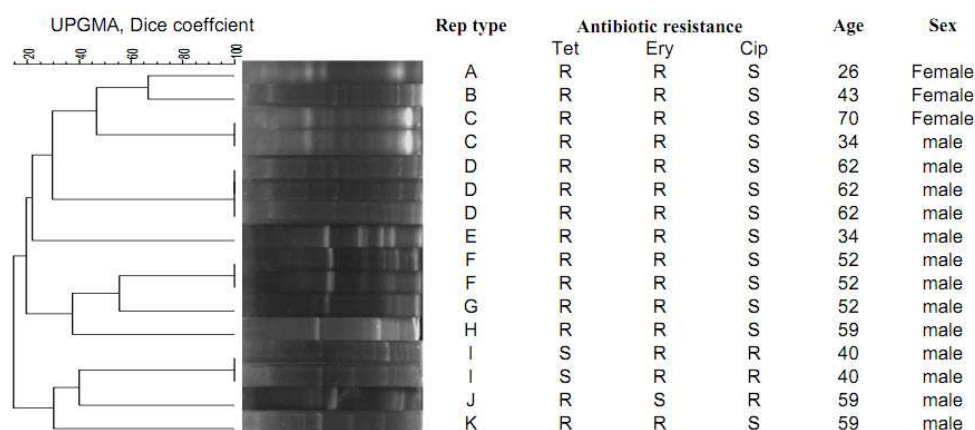 UPGMA, Dice coeffcient Rep type Antibiotic resistance Age Sex
20 40 60 80 100 Tet Ery Cip
A R R S 26 Female
B R R S 43 Female
C R R S 70 Female
C R R S 34 male
D R R S 62 male
D R R S 62 male
D R R S 62 male
E R R S 34 male
F R R S 52 male
F R R S 52 male
G R R S 52 male
H R R S 59 male
I S R R 40 male
I S R R 40 male
J R S R 59 male
K R R S 59 male